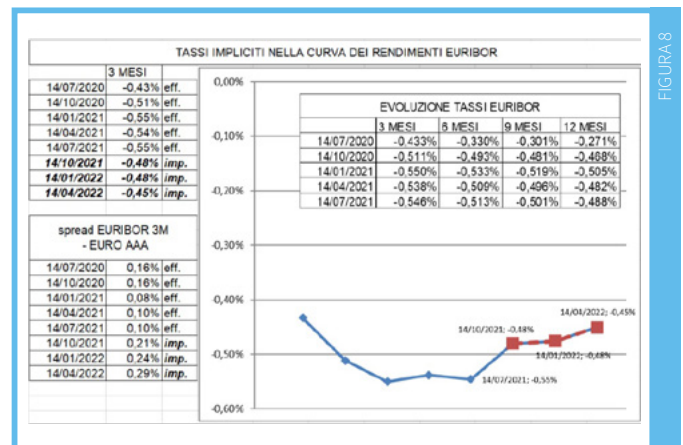 FIGURA 8
TASSI IMPLICITI NELLA CURVA DEI RENDIMENTI EURIBOR
3 MESI
14/07/2020 -0,43% eff.
14/10/2020 -0,51% eff.
14/01/2021 -0,55% eff.
14/04/2021 -0,54% eff.
14/07/2021 -0,55% eff.
14/10/2021 -0,48% imp.
14/01/2022 -0,48% imp.
14/04/2022 -0,45% imp.
spread EURIBOR 3M
- EURO AAA
14/07/2020 0,16% eff.
14/10/2020 0,16% eff.
14/01/2021 0,08% eff.
14/04/2021 0,10% eff.
14/07/2021 0,10% eff.
14/10/2021 0,21% imp.
14/01/2022 0,24% imp.
14/04/2022 0,29% imp.
0,00%
-0,10%
-0,20%
-0,30%
-0,40%
-0,50%
-0,60%
EVOLUZIONE TASSI EURIBOR
3 MESI 6 MESI 9 MESI 12 MESI
14/07/2020 -0,433% -0,330% -0,301% -0,271%
14/10/2020 -0,511% -0,493% -0,481% -0,468%
14/01/2021 -0,550% -0,533% -0,519% -0,505%
14/04/2021 -0,538% -0,509% -0,496% -0,482%
14/07/2021 -0,546% -0,513% -0,501% -0,488%
14/04/2022; -0,45%
14/10/2021; -0,48%
14/01/2022; -0,48%
14/07/2021; -0,55%